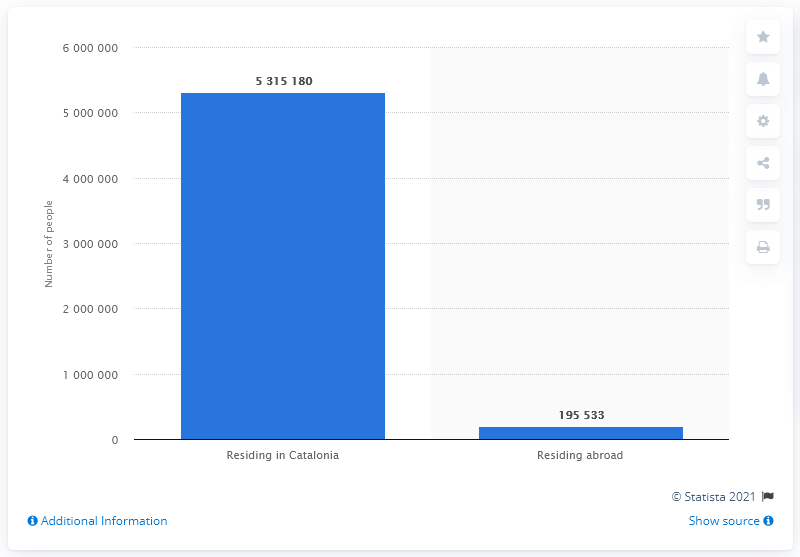 6 000 000
5 000 000
4 000 000
3 000 000
2 000 000
1 000 000
0
Number of people
5 315 180
195 533
Residing in Catalonia
Residing abroad
© Statista 2021
Additional Information
Show source